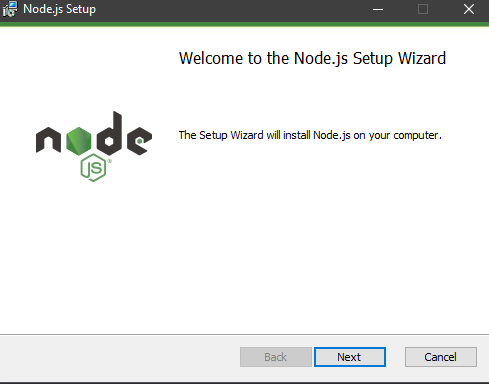 Node.js Setup
Welcome to the Node.js Setup Wizard
The Setup Wizard will install Node.js on your computer.
node
JS
Back
Next
Cancel